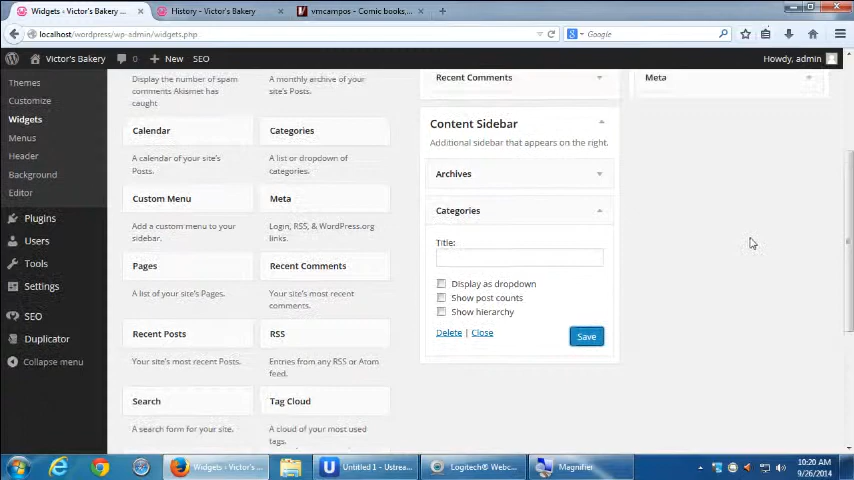 Widgets ‹ Victor's Bakery ...
History - Victor's Bakery
vmcampos - Comic books,...
localhost/wordpress/wp-admin/widgets.php
Google
Victor's Bakery
1
New
SEO
Howdy, admin
Themes
Customize
Widgets
Menus
Header
Background
Editor
Plugins
Users
Tools
Settings
SEO
Duplicator
Collapse menu
Display the number of spam
comments Akismet has
caught
A monthly archive of your
site's Posts.
Calendar
Categories
A calendar of your site's
Posts.
A list or dropdown of
categories.
Custom Menu
Meta
Add a custom menu to your
sidebar.
Login, RSS, & WordPress.org
links.
Pages
Recent Comments
A list of your site's Pages.
Your site's most recent
comments.
Recent Posts
RSS
Your site's most recent Posts.
Entries from any RSS or Atom
feed.
Search
Tag Cloud
A search form for your site.
A cloud of your most used
tags.
Recent Comments
Meta
Content Sidebar
Additional sidebar that appears on the right.
Archives
Categories
Title:
Display as dropdown
Show post counts
Show hierarchy
Delete | Close
Save
Widgets ‹ Victor's ...
Untitled 1 - Ustrea...
Logitech® Webc...
Magnifier
10:20 AM
9/26/2014